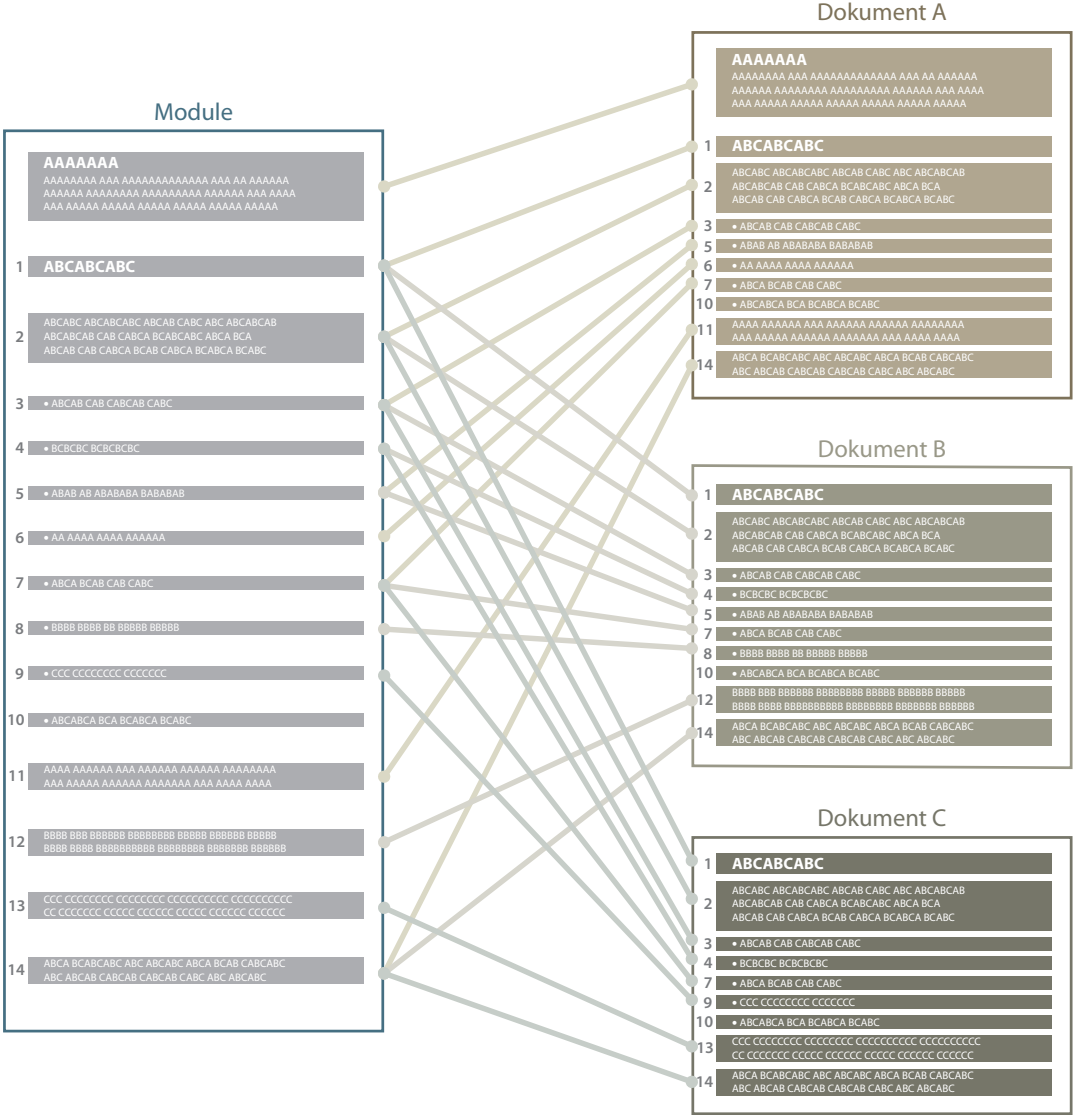 Module
AAAAAAA
AAAAAAAA AAA AAAAAAAAAAAAA AAA AA AAAAAA
AAAAAA AAAAAAAA AAAAAAAAA AAAAAA AAA AAAA
AAA AAAAA AAAAA AAAAA AAAAA AAAAA AAAAA
1 ABCABCABC
ABCABC ABCABCABC ABCAB CABC ABC ABCABCAB
2 ABCABCAB CAB CABCA BCABCABC ABCA BCA
ABCAB CAB CABCA BCAB CABCA BCABCA BCABC
3 • ABCAB CAB CABCAB CABC
4 • BCBCBC BCBCBCBC
5 • ABAB AB ABABABA BABABAB
6 • AA AAAA AAAA AAAAAA
7 • ABCA BCAB CAB CABC
8 • BBBB BBBB BB BBBBB BBBBB
9 • CCC CCCCCCCC CCCCCCC
10 • ABCABCA BCA BCABCA BCABC
11 AAAA AAAAAA AAA AAAAAA AAAAAA AAAAAAAA
AAA AAAAA AAAAAA AAAAAAA AAA AAAA AAAA
12 BBBB BBB BBBBBB BBBBBBBB BBBBB BBBBBB BBBBB
BBBB BBBB BBBBBBBBBB BBBBBBBB BBBBBBB BBBBBB
13 CCC CCCCCCCC CCCCCCCC CCCCCCCCCC CCCCCCCCCC
CC CCCCCCC CCCCC CCCCCC CCCCC CCCCCC CCCCCC
14 ABCA BCABCABC ABC ABCABC ABCA BCAB CABCABC
ABC ABCAB CABCAB CABCAB CABC ABC ABCABC
Dokument A
AAAAAAA
AAAAAAAA AAA AAAAAAAAAAAAA AAA AA AAAAAA
AAAAAA AAAAAAAA AAAAAAAAA AAAAAA AAA AAAA
AAA AAAAA AAAAA AAAAA AAAAA AAAAA AAAAA
1 ABCABCABC
ABCABC ABCABCABC ABCAB CABC ABC ABCABCAB
2 ABCABCAB CAB CABCA BCABCABC ABCA BCA
ABCAB CAB CABCA BCAB CABCA BCABCA BCABC
3 • ABCAB CAB CABCAB CABC
5 • ABAB AB ABABABA BABABAB
6 • AA AAAA AAAA AAAAAA
7 • ABCA BCAB CAB CABC
10 • ABCABCA BCA BCABCA BCABC
11 AAAA AAAAAA AAA AAAAAA AAAAAA AAAAAAAA
AAA AAAAA AAAAAA AAAAAAA AAA AAAA AAAA
14 ABCA BCABCABC ABC ABCABC ABCA BCAB CABCABC
ABC ABCAB CABCAB CABCAB CABC ABC ABCABC
Dokument B
1 ABCABCABC
ABCABC ABCABCABC ABCAB CABC ABC ABCABCAB
2 ABCABCAB CAB CABCA BCABCABC ABCA BCA
ABCAB CAB CABCA BCAB CABCA BCABCA BCABC
3 • ABCAB CAB CABCAB CABC
4 • BCBCBC BCBCBCBC
5 • ABAB AB ABABABA BABABAB
7 • ABCA BCAB CAB CABC
8 • BBBB BBBB BB BBBBB BBBBB
10 • ABCABCA BCA BCABCA BCABC
12 BBBB BBB BBBBBB BBBBBBBB BBBBB BBBBBB BBBBB
BBBB BBBB BBBBBBBBBB BBBBBBBB BBBBBBB BBBBBB
14 ABCA BCABCABC ABC ABCABC ABCA BCAB CABCABC
ABC ABCAB CABCAB CABCAB CABC ABC ABCABC
Dokument C
1 ABCABCABC
ABCABC ABCABCABC ABCAB CABC ABC ABCABCAB
2 ABCABCAB CAB CABCA BCABCABC ABCA BCA
ABCAB CAB CABCA BCAB CABCA BCABCA BCABC
3 • ABCAB CAB CABCAB CABC
4 • BCBCBC BCBCBCBC
7 • ABCA BCAB CAB CABC
9 • CCC CCCCCCCC CCCCCCC
10 • ABCABCA BCA BCABCA BCABC
13 CCC CCCCCCCC CCCCCCCC CCCCCCCCCC CCCCCCCCCC
CC CCCCCCC CCCCC CCCCCC CCCCC CCCCCC CCCCCC
14 ABCA BCABCABC ABC ABCABC ABCA BCAB CABCABC
ABC ABCAB CABCAB CABCAB CABC ABC ABCABC